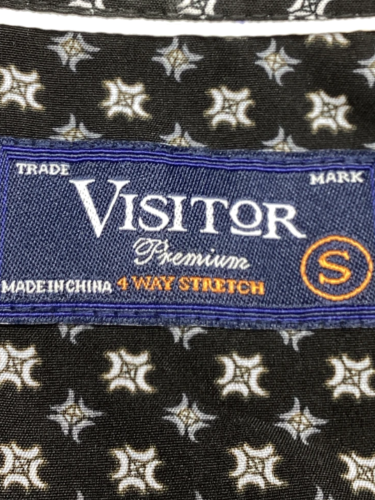 TRADE MARK
VISITOR
Premium
S
MADE IN CHINA 4 WAY STRETCH